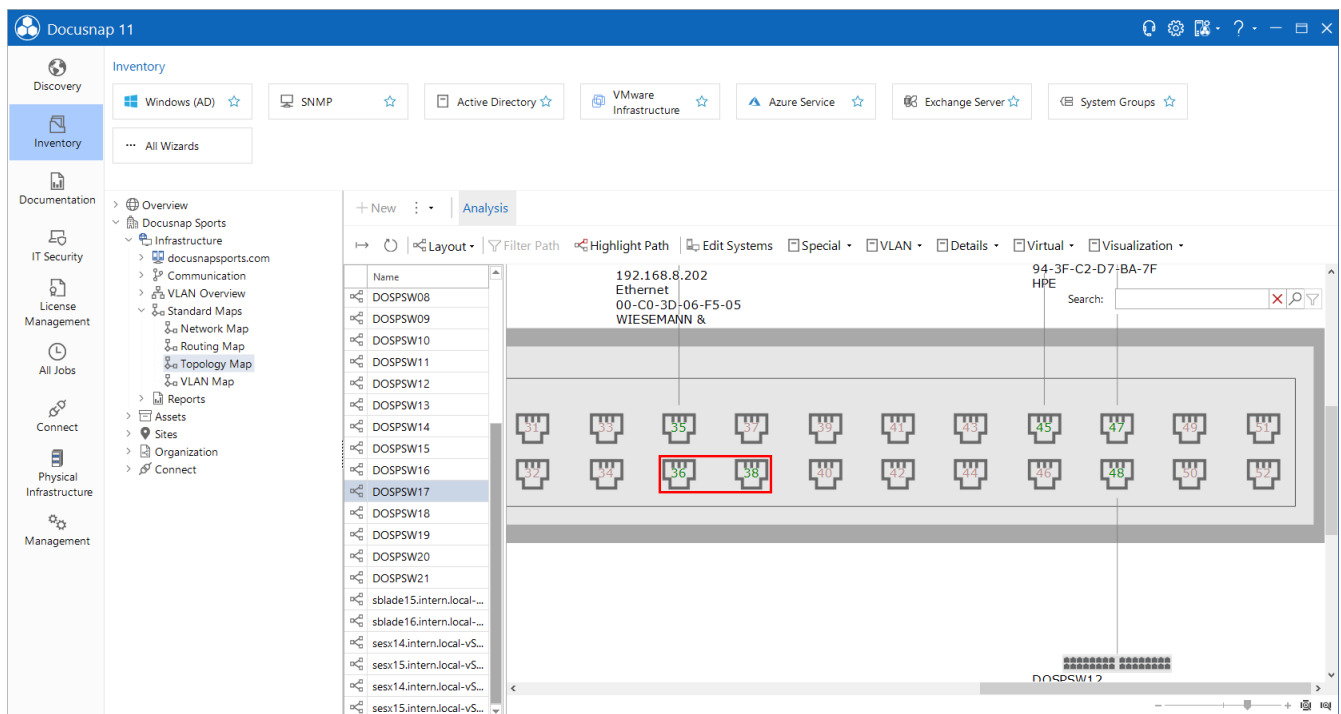 Docusnap 11
Discovery
Inventory
Documentation
IT Security
License
Management
All Jobs
Connect
Physical
Infrastructure
Management
Inventory
Windows (AD)
SNMP
Active Directory
VMware
Infrastructure
Azure Service
Exchange Server
System Groups
All Wizards
Overview
Docusnap Sports
Infrastructure
docusnapsports.com
Communication
VLAN Overview
Standard Maps
Network Map
Routing Map
Topology Map
VLAN Map
Reports
Assets
Sites
Organization
Connect
New
Analysis
Layout
Filter Path
Highlight Path
Edit Systems
Special
VLAN
Details
Virtual
Visualization
Name
DOSPSW08
DOSPSW09
DOSPSW10
DOSPSW11
DOSPSW12
DOSPSW13
DOSPSW14
DOSPSW15
DOSPSW16
DOSPSW17
DOSPSW18
DOSPSW19
DOSPSW20
DOSPSW21
sblade15.intern.local-...
sblade16.intern.local-...
sesx14.intern.local-vS...
sesx15.intern.local-vS...
sesx14.intern.local-vS...
sesx15.intern.local-vS...
192.168.8.202
Ethernet
00-C0-3D-06-F5-05
WIESEMANN &
94-3F-C2-D7-BA-7F
HPE
Search:
31 33 35 37 39 41 43 45 47 49 51
32 34 36 38 40 42 44 46 48 50 52
DOSPSW12